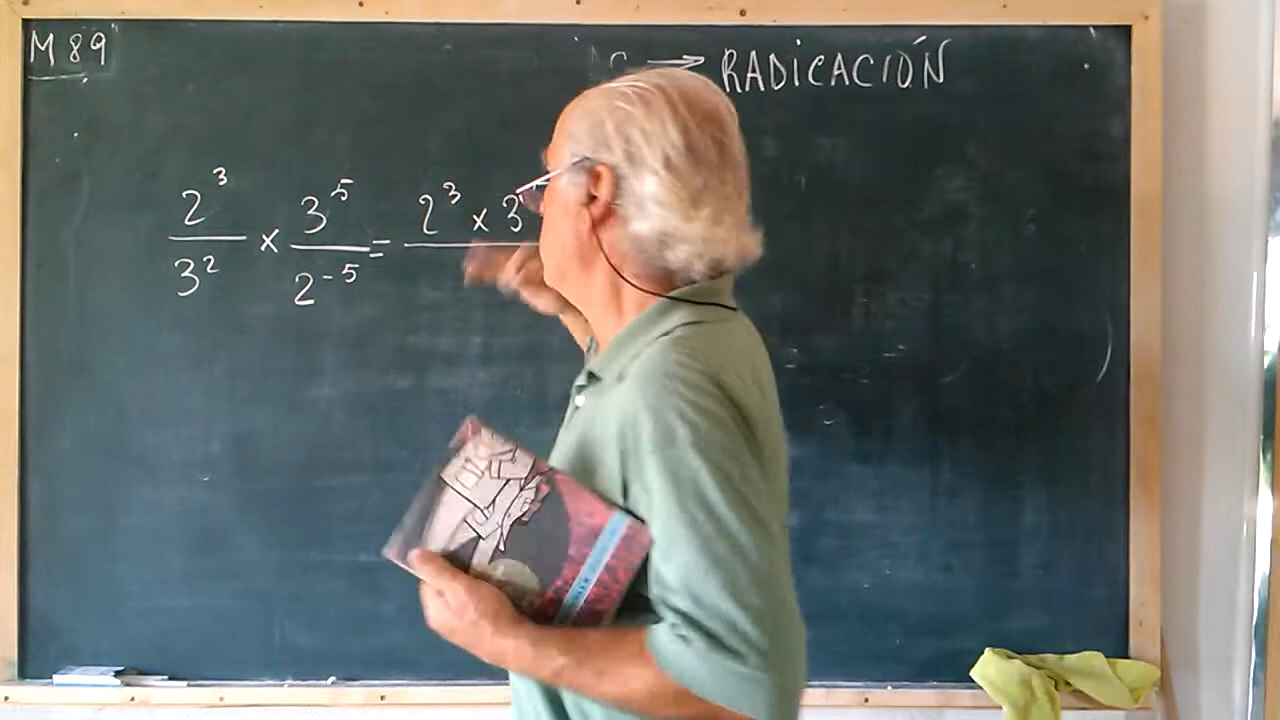 M 89
→ RADICACIÓN
2³/3² × 3⁵/2⁻⁵ = 2³ × 3